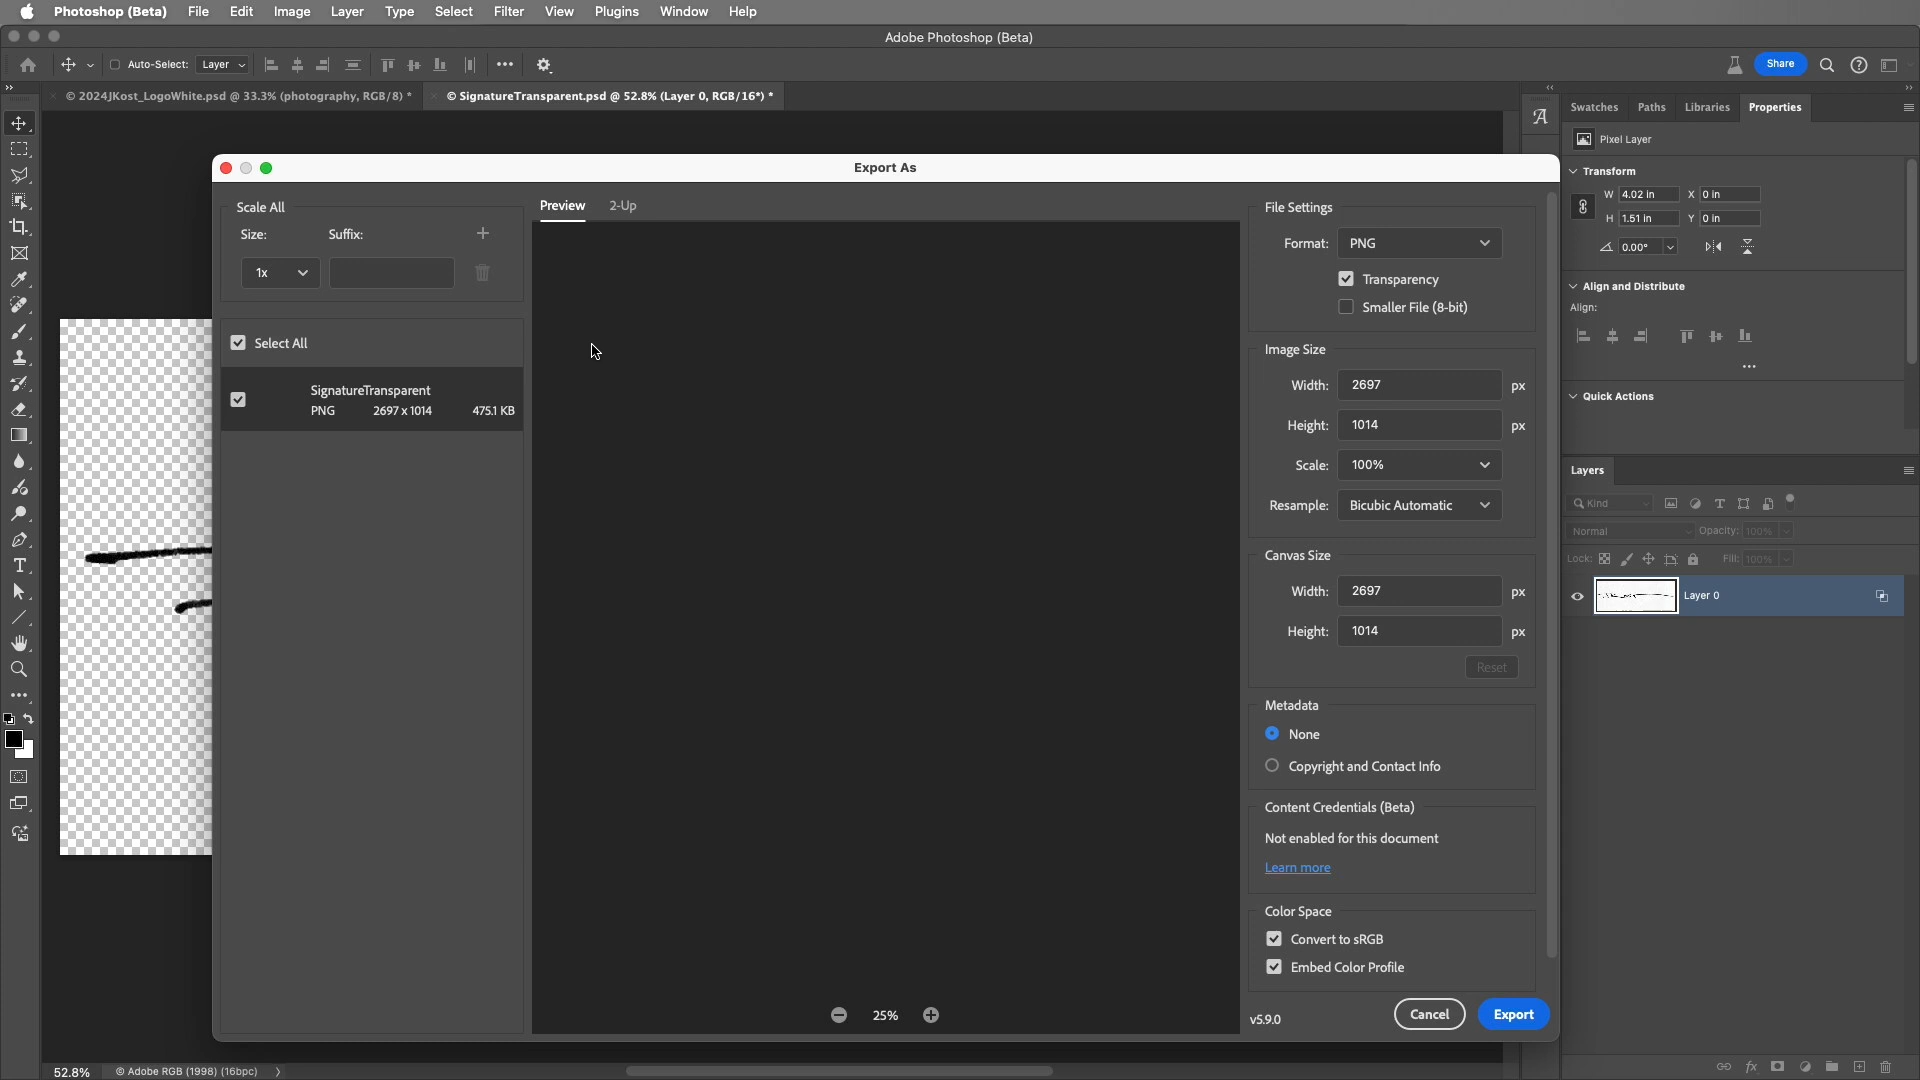 Photoshop (Beta) File Edit Image Layer Type Select Filter View Plugins Window Help
Adobe Photoshop (Beta)
Auto-Select: Layer
Share
© 2024JKost_LogoWhite.psd @ 33.3% (photography, RGB/8) *
© SignatureTransparent.psd @ 52.8% (Layer 0, RGB/16*) *
Export As
Scale All
Size: Suffix:
1x
Select All
SignatureTransparent
PNG 2697 x 1014 475.1 KB
Preview 2-Up
25%
File Settings
Format: PNG
Transparency
Smaller File (8-bit)
Image Size
Width: 2697 px
Height: 1014 px
Scale: 100%
Resample: Bicubic Automatic
Canvas Size
Width: 2697 px
Height: 1014 px
Reset
Metadata
None
Copyright and Contact Info
Content Credentials (Beta)
Not enabled for this document
Learn more
Color Space
Convert to sRGB
Embed Color Profile
v5.9.0 Cancel Export
Swatches Paths Libraries Properties
Pixel Layer
Transform
W 4.02 in X 0 in
H 1.51 in Y 0 in
0.00°
Align and Distribute
Align:
Quick Actions
Layers
Kind
Normal Opacity: 100%
Lock: Fill: 100%
Layer 0
52.8% © Adobe RGB (1998) (16bpc)